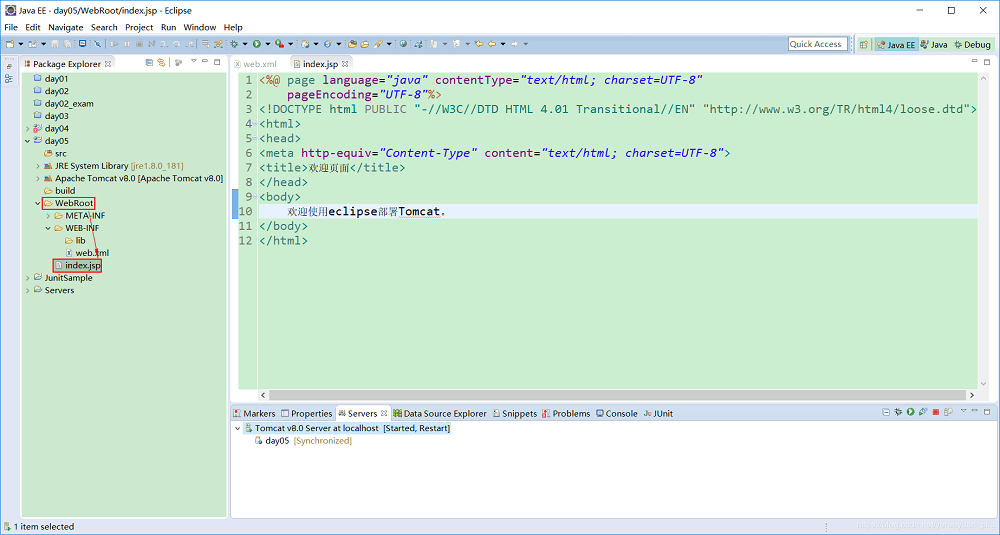 Java EE - day05/WebRoot/index.jsp - Eclipse
File Edit Navigate Search Project Run Window Help
Quick Access Java EE Java Debug
Package Explorer
day01
day02
day02_exam
day03
day04
day05
src
JRE System Library [jre1.8.0_181]
Apache Tomcat v8.0 [Apache Tomcat v8.0]
build
WebRoot
META-INF
WEB-INF
lib
web.xml
index.jsp
JunitSample
Servers
web.xml index.jsp
1 <%@ page language="java" contentType="text/html; charset=UTF-8"
2 pageEncoding="UTF-8"%>
3 <!DOCTYPE html PUBLIC "-//W3C//DTD HTML 4.01 Transitional//EN" "http://www.w3.org/TR/html4/loose.dtd">
4 <html>
5 <head>
6 <meta http-equiv="Content-Type" content="text/html; charset=UTF-8">
7 <title>欢迎页面</title>
8 </head>
9 <body>
10 欢迎使用eclipse部署Tomcat。
11 </body>
12 </html>
Markers Properties Servers Data Source Explorer Snippets Problems Console JUnit
Tomcat v8.0 Server at localhost [Started, Restart]
day05 [Synchronized]
1 item selected